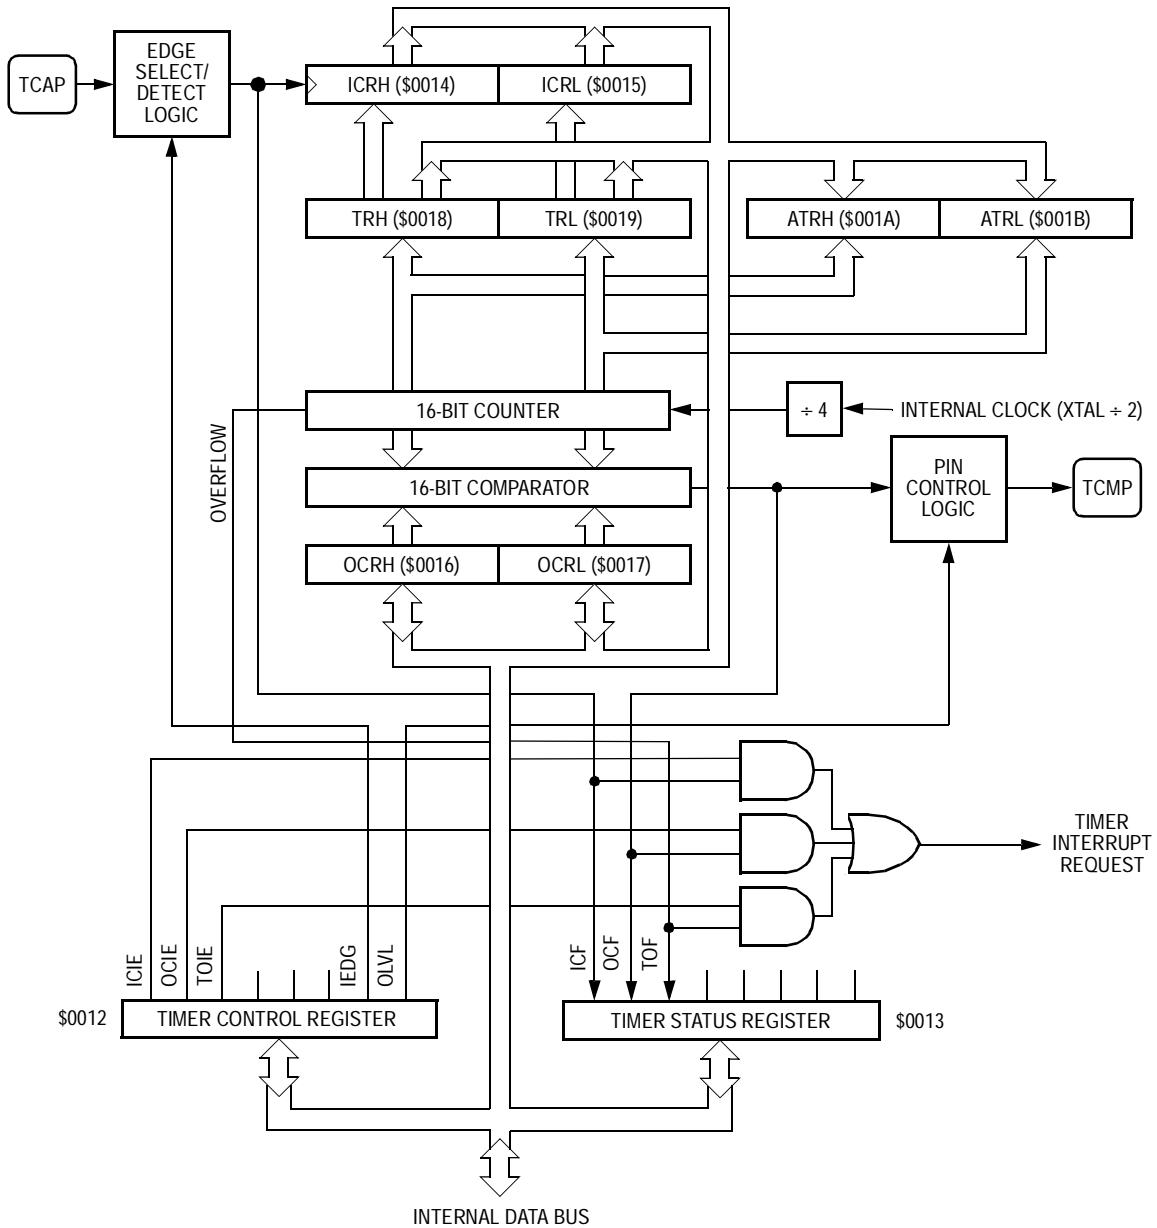 EDGE
SELECT/
DETECT
LOGIC
TCAP
ICRH ($0014)
ICRL ($0015)
TRH ($0018)
TRL ($0019)
ATRH ($001A)
ATRL ($001B)
16-BIT COUNTER
÷ 4
INTERNAL CLOCK (XTAL ÷ 2)
OVERFLOW
16-BIT COMPARATOR
PIN
CONTROL
LOGIC
TCMP
OCRH ($0016)
OCRL ($0017)
TIMER
INTERRUPT
REQUEST
ICIE
OCIE
TOIE
IEDG
OLVL
ICF
OCF
TOF
$0012
TIMER CONTROL REGISTER
TIMER STATUS REGISTER
$0013
INTERNAL DATA BUS